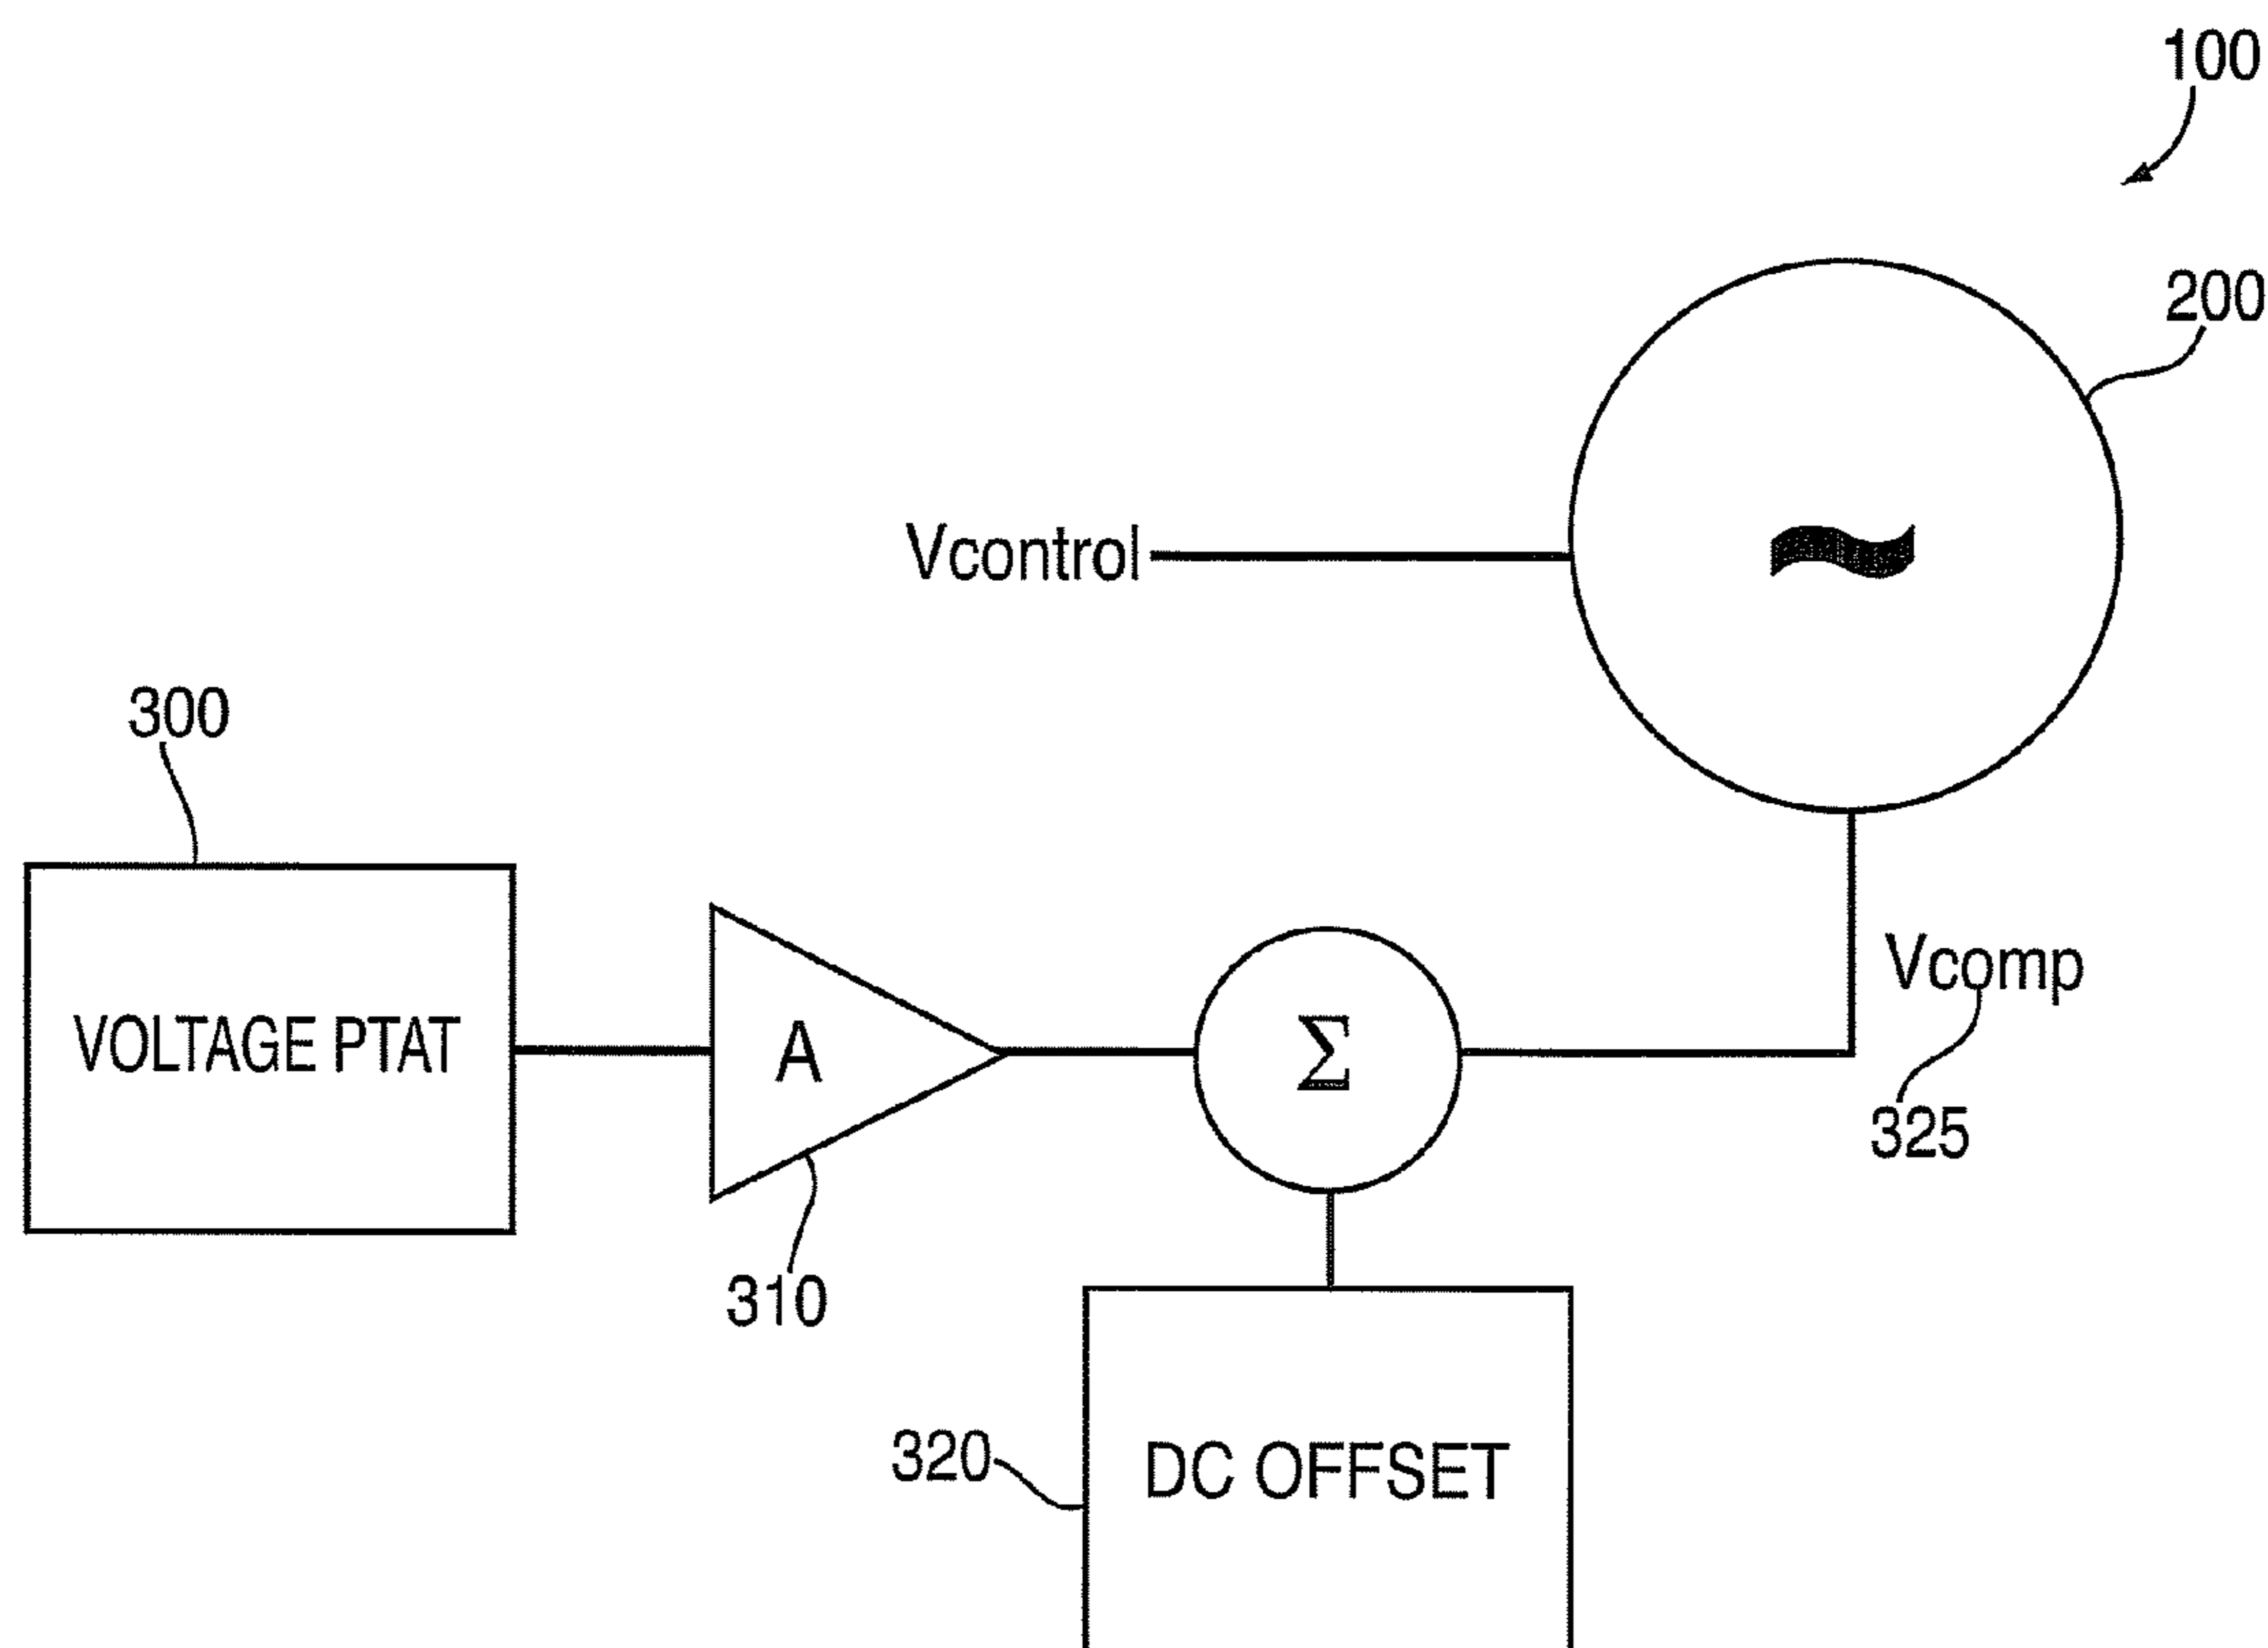 100
200
Vcontrol
~
300
VOLTAGE PTAT
A
Σ
Vcomp
325
310
320
DC OFFSET